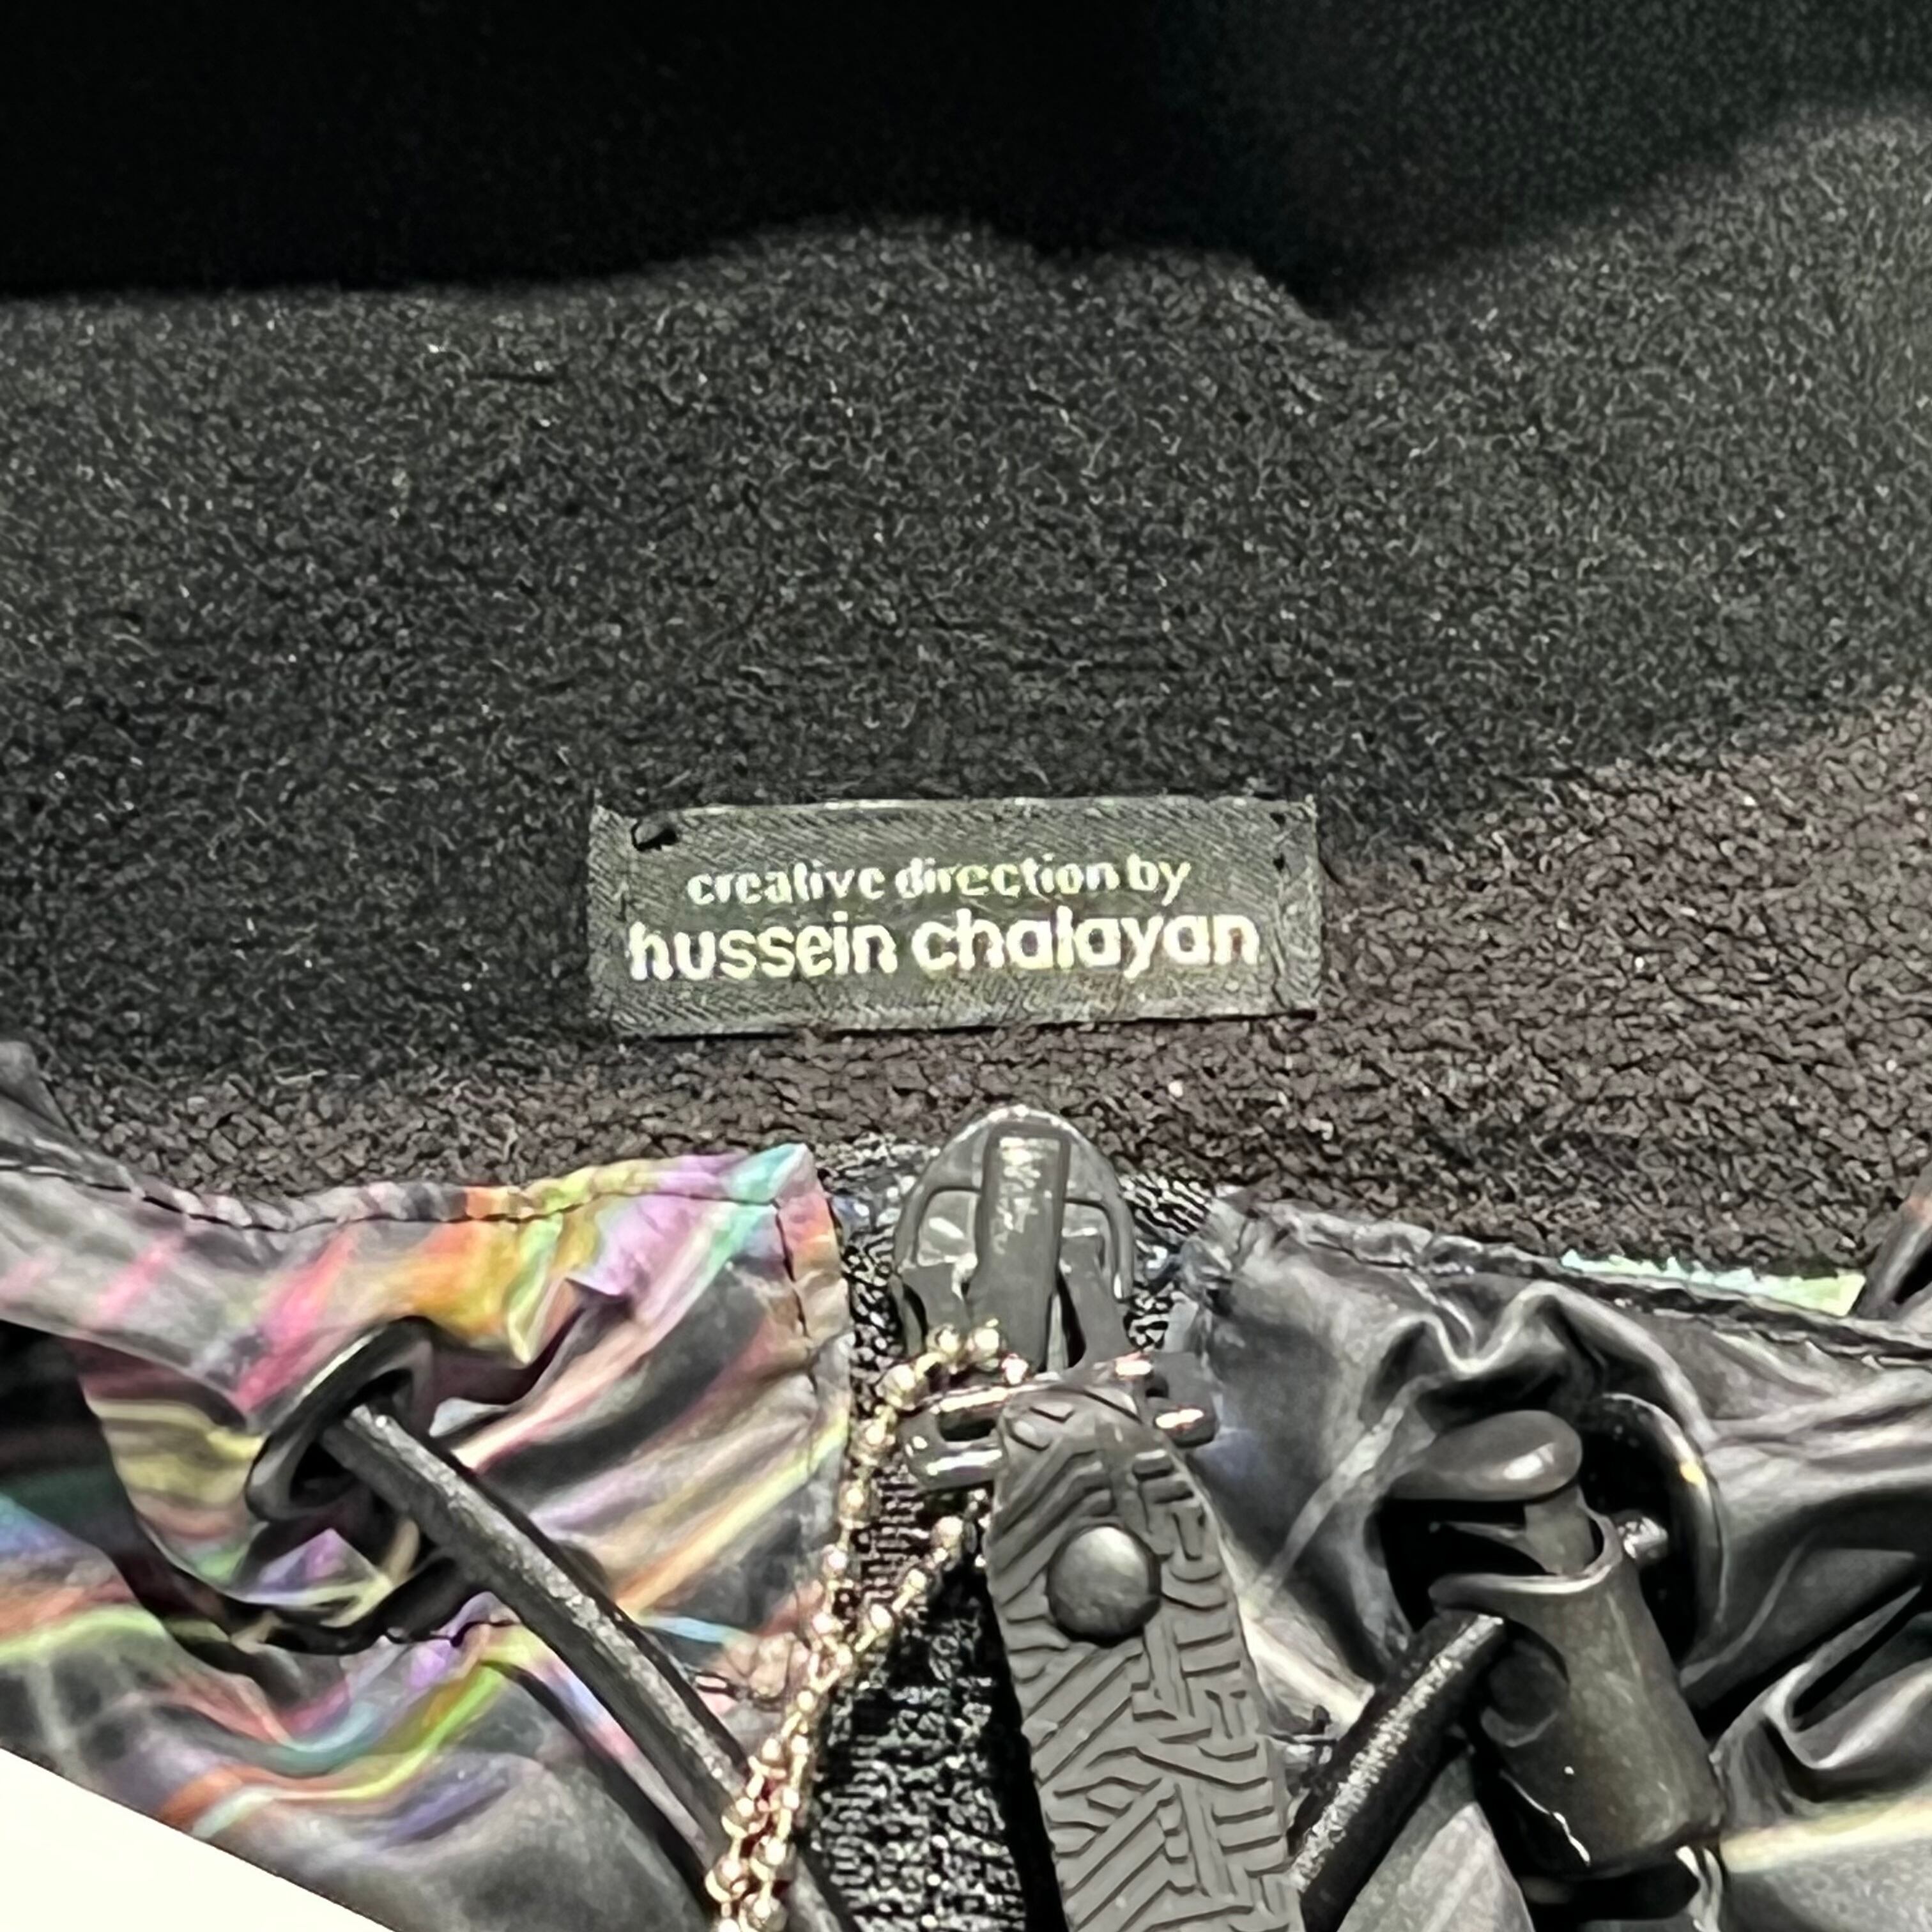 creative direction by
hussein chalayan